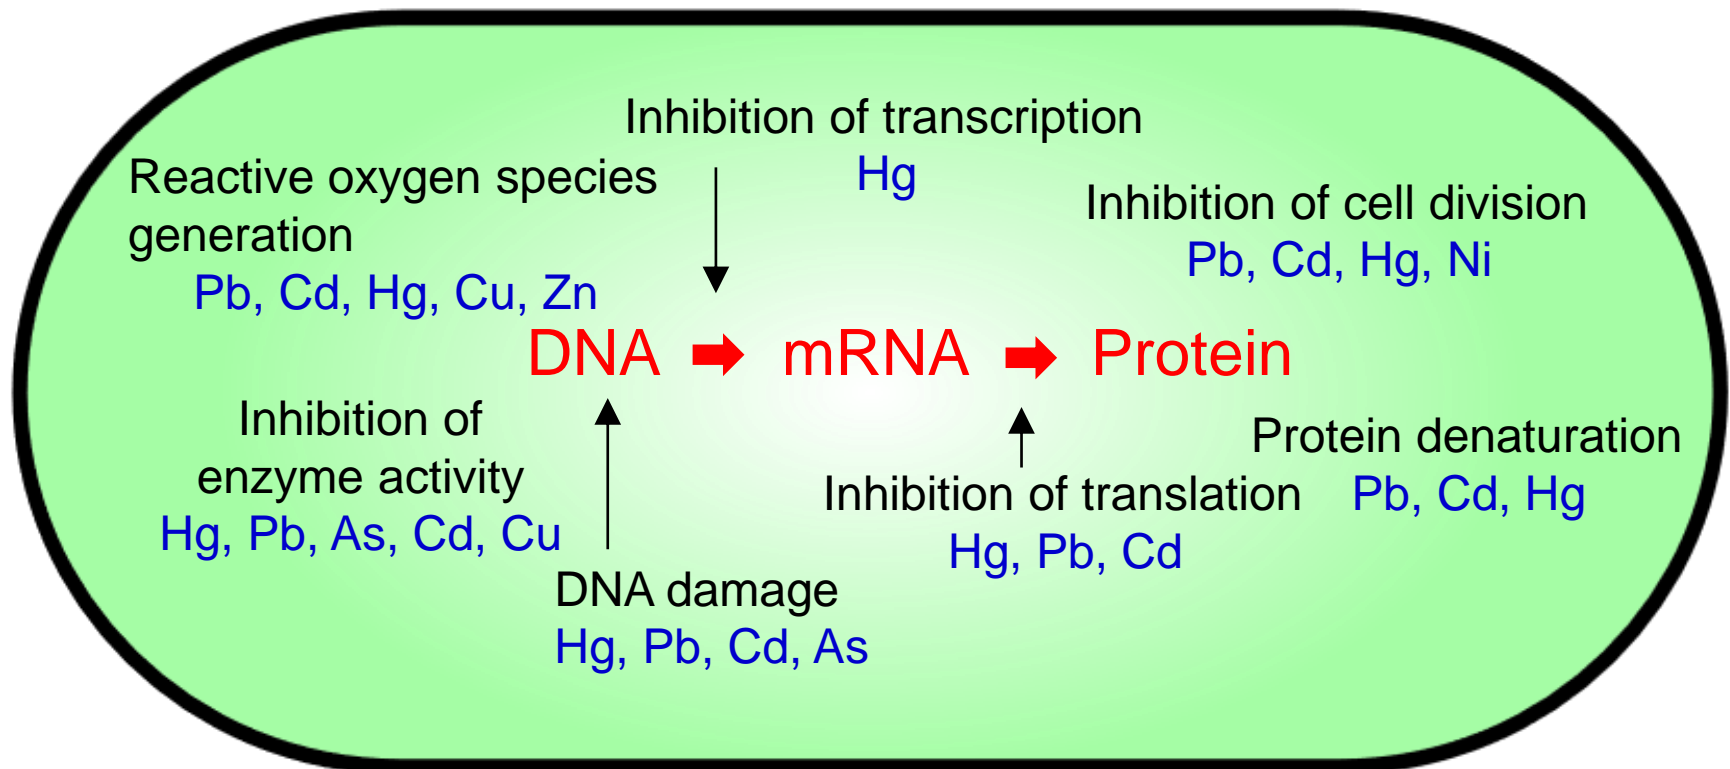 Inhibition of transcription
Hg
Reactive oxygen species
generation
Pb, Cd, Hg, Cu, Zn
Inhibition of cell division
Pb, Cd, Hg, Ni
DNA mRNA Protein
Inhibition of
enzyme activity
Hg, Pb, As, Cd, Cu
DNA damage
Hg, Pb, Cd, As
Inhibition of translation
Hg, Pb, Cd
Protein denaturation
Pb, Cd, Hg